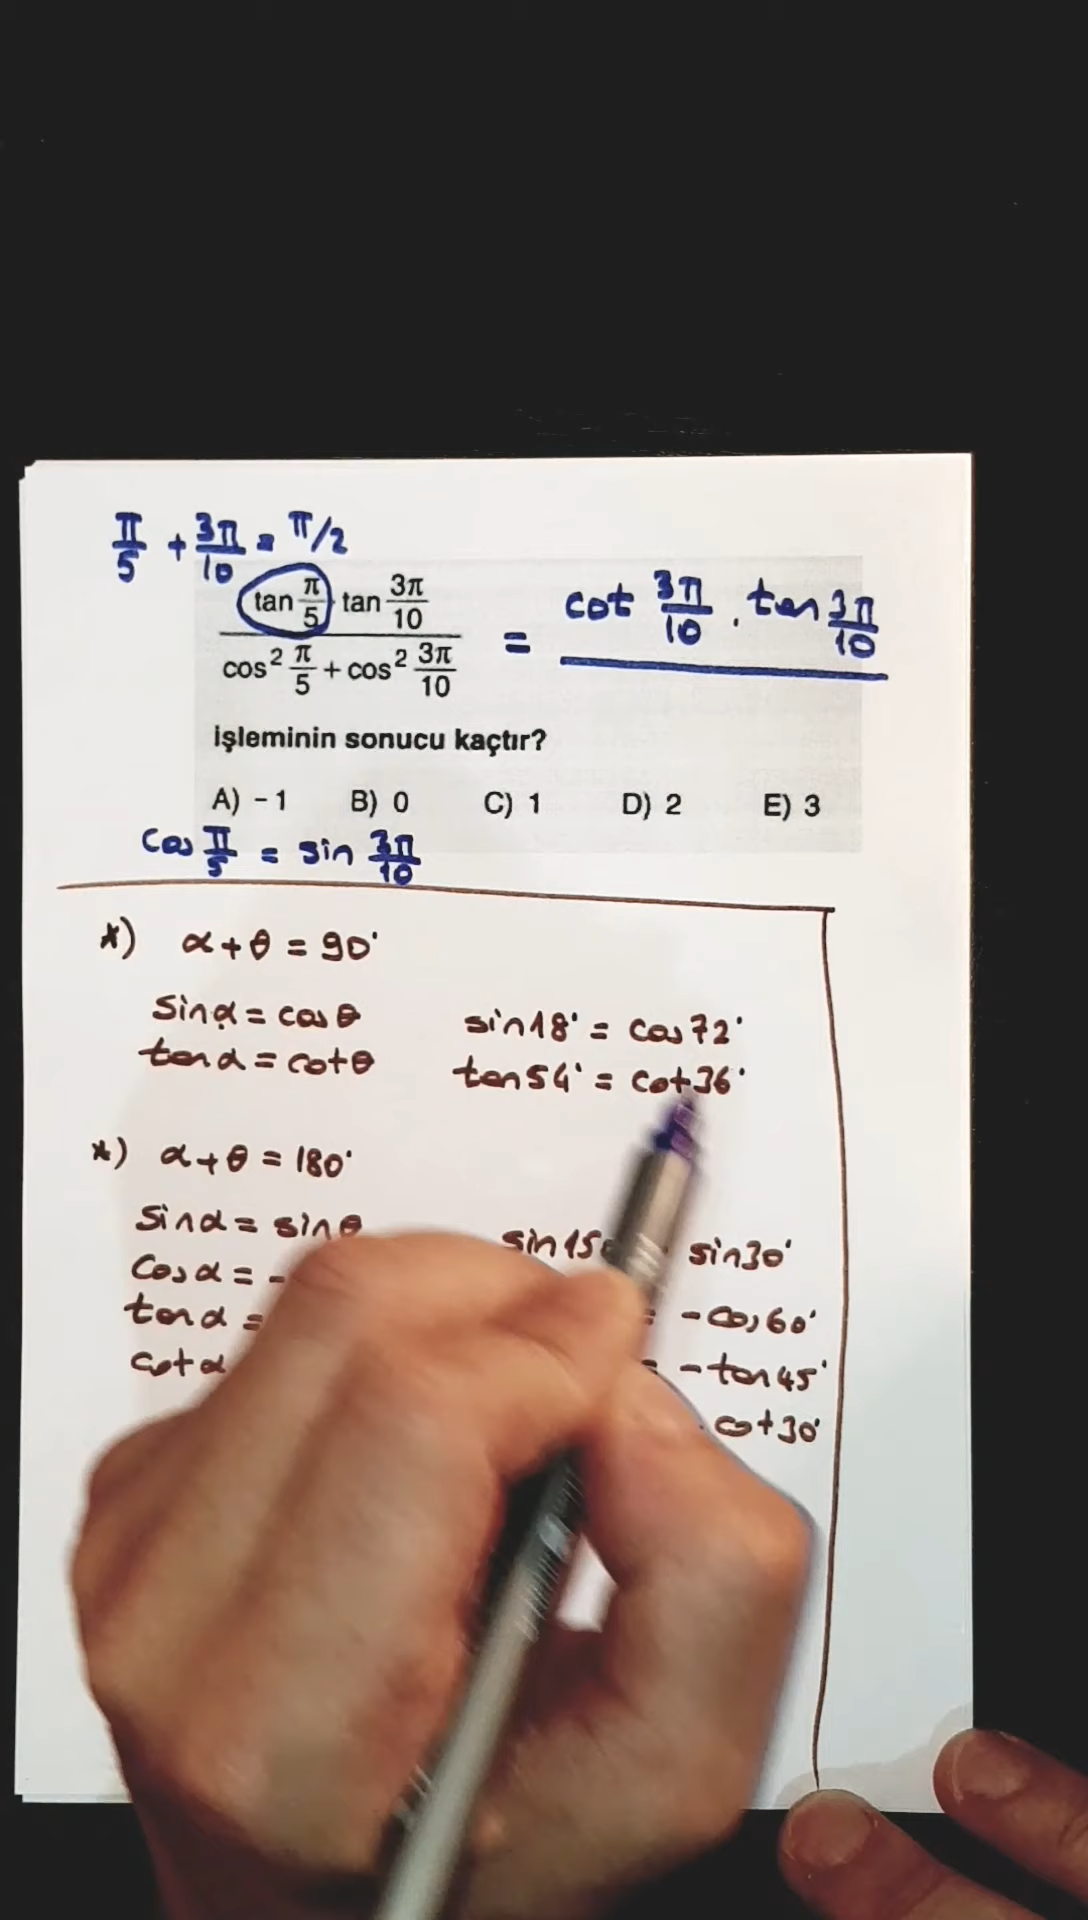 π/5 + 3π/10 = π/2
tan π/5 tan 3π/10 / cos² π/5 + cos² 3π/10 = cot 3π/10 . tan 3π/10
işleminin sonucu kaçtır?
A) -1 B) 0 C) 1 D) 2 E) 3
cos π/5 = sin 3π/10
*) α+θ = 90°
sinα = cosθ sin18° = cos72°
tanα = cotθ tan54° = cot36°
*) α+θ = 180°
sinα = sinθ sin15 sin30°
cosα = - = -cos60°
tanα = = -tan45°
cotα cot30°